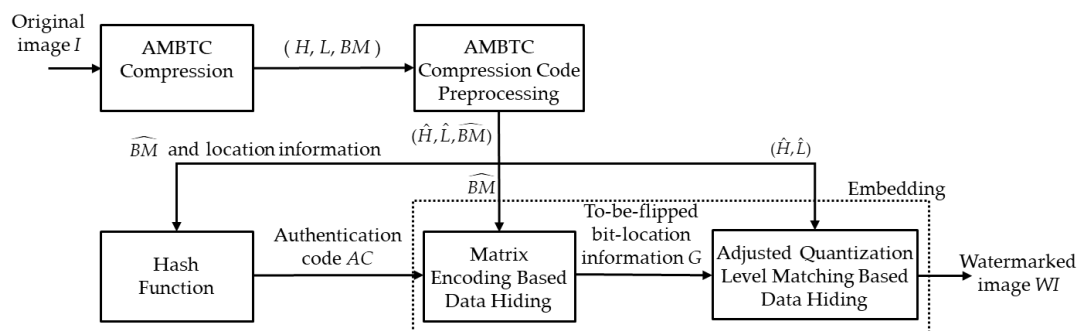 Original
image I
AMBTC
Compression
( H, L, BM )
AMBTC
Compression Code
Preprocessing
(Ĥ, L̂, B͡M)
B͡M and location information
(Ĥ,L̂)
B͡M
Embedding
Hash
Function
Authentication
code AC
Matrix
Encoding Based
Data Hiding
To-be-flipped
bit-location
information G
Adjusted Quantization
Level Matching Based
Data Hiding
Watermarked
image WI